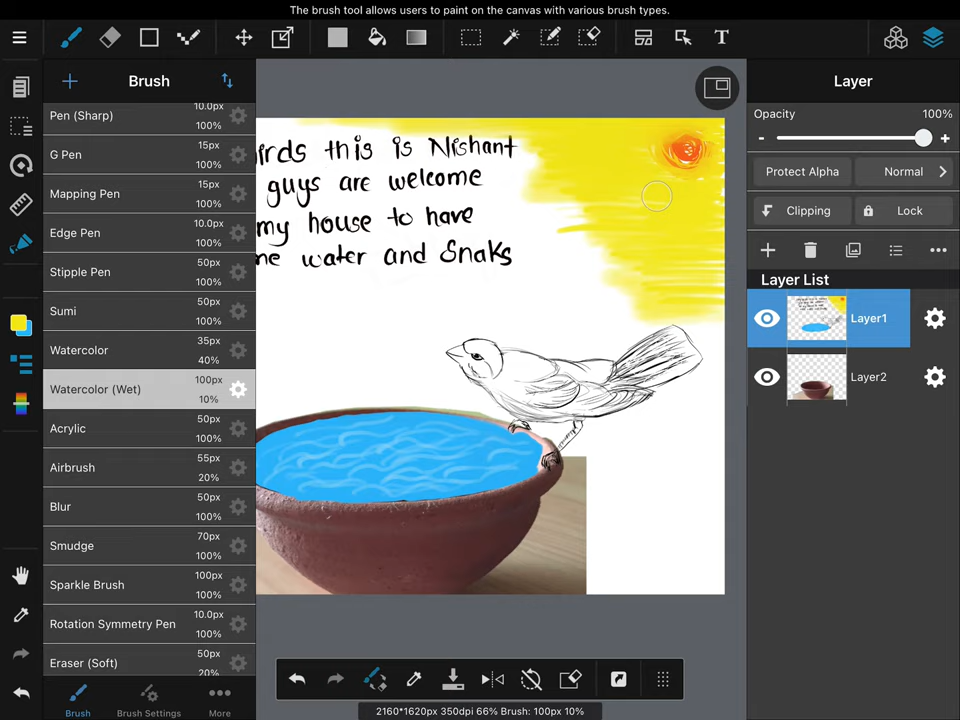 The brush tool allows users to paint on the canvas with various brush types.
T
Brush
Pen (Sharp)
10.0px
100%
G Pen
15px
100%
Mapping Pen
15px
100%
Edge Pen
10.0px
100%
Stipple Pen
50px
100%
Sumi
50px
100%
Watercolor
35px
40%
Watercolor (Wet)
100px
10%
Acrylic
50px
100%
Airbrush
55px
20%
Blur
50px
100%
Smudge
70px
100%
Sparkle Brush
100px
100%
Rotation Symmetry Pen
10.0px
100%
Eraser (Soft)
50px
20%
Brush
Brush Settings
More
this is Nishant
guys are welcome
my house to have
water and Snaks
2160*1620px 350dpi 66% Brush: 100px 10%
Layer
Opacity 100%
Protect Alpha
Normal
Clipping
Lock
Layer List
Layer1
Layer2